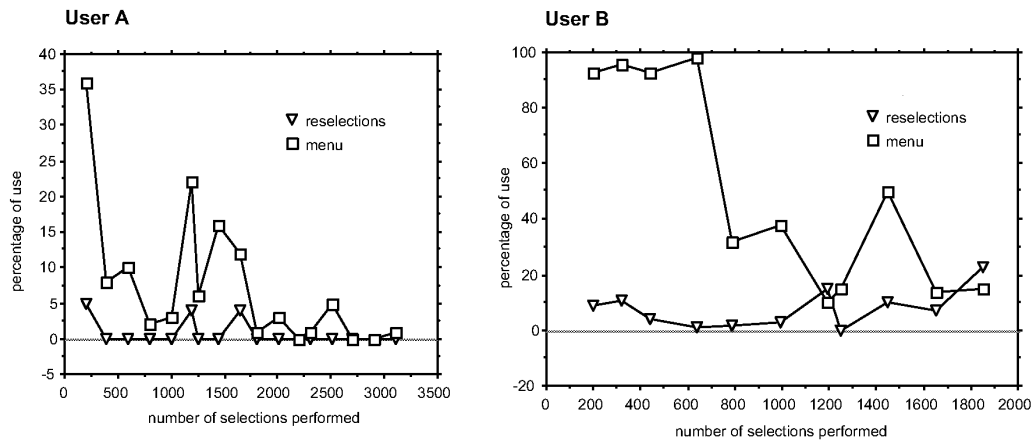 User A
40
35
30
25
20
15
10
5
0
-5
percentage of use
reselections
menu
0 500 1000 1500 2000 2500 3000 3500
number of selections performed
User B
100
80
60
40
20
0
-20
percentage of use
reselections
menu
0 200 400 600 800 1000 1200 1400 1600 1800 2000
number of selections performed